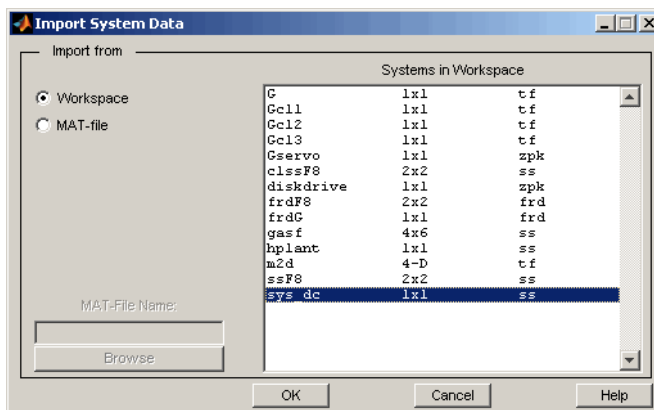 Import System Data
Import from
Systems in Workspace
Workspace
MAT-file
G 1x1 tf
Gcl1 1x1 tf
Gcl2 1x1 tf
Gcl3 1x1 tf
Gservo 1x1 zpk
clssF8 2x2 ss
diskdrive 1x1 zpk
frdF8 2x2 frd
frdG 1x1 frd
gasf 4x6 ss
hplant 1x1 ss
m2d 4-D tf
ssF8 2x2 ss
sys_dc 1x1 ss
MAT-File Name:
Browse
OK Cancel Help